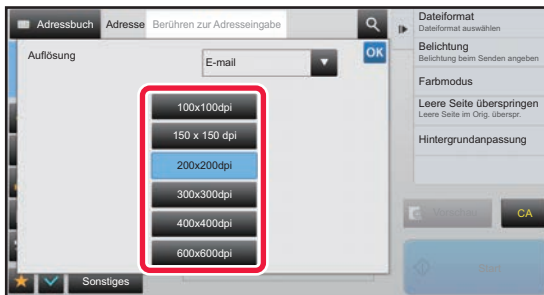 Adressbuch Adresse Berühren zur Adresseingabe
Auflösung
E-mail
OK
100x100dpi
150 x 150 dpi
200x200dpi
300x300dpi
400x400dpi
600x600dpi
Sonstiges
Dateiformat
Dateiformat auswählen
Belichtung
Belichtung beim Senden angeben
Farbmodus
Leere Seite überspringen
Leere Seite im Orig. überspr.
Hintergrundanpassung
Vorschau
CA
Start